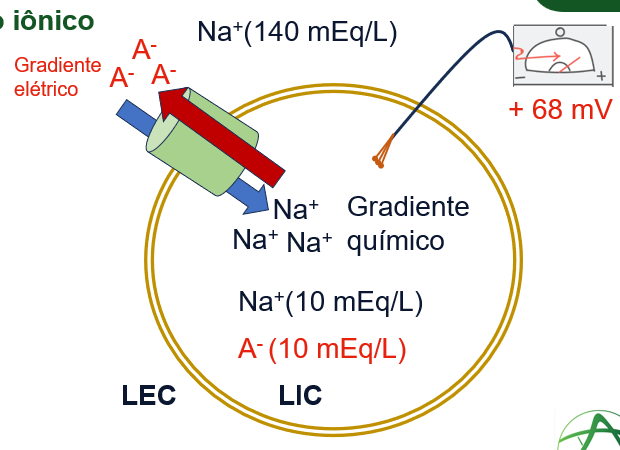 o iônico
Na⁺(140 mEq/L)
A⁻
A⁻ A⁻
Gradiente
elétrico
- +
+ 68 mV
Na⁺ Gradiente
Na⁺ Na⁺ químico
Na⁺(10 mEq/L)
A⁻ (10 mEq/L)
LEC LIC